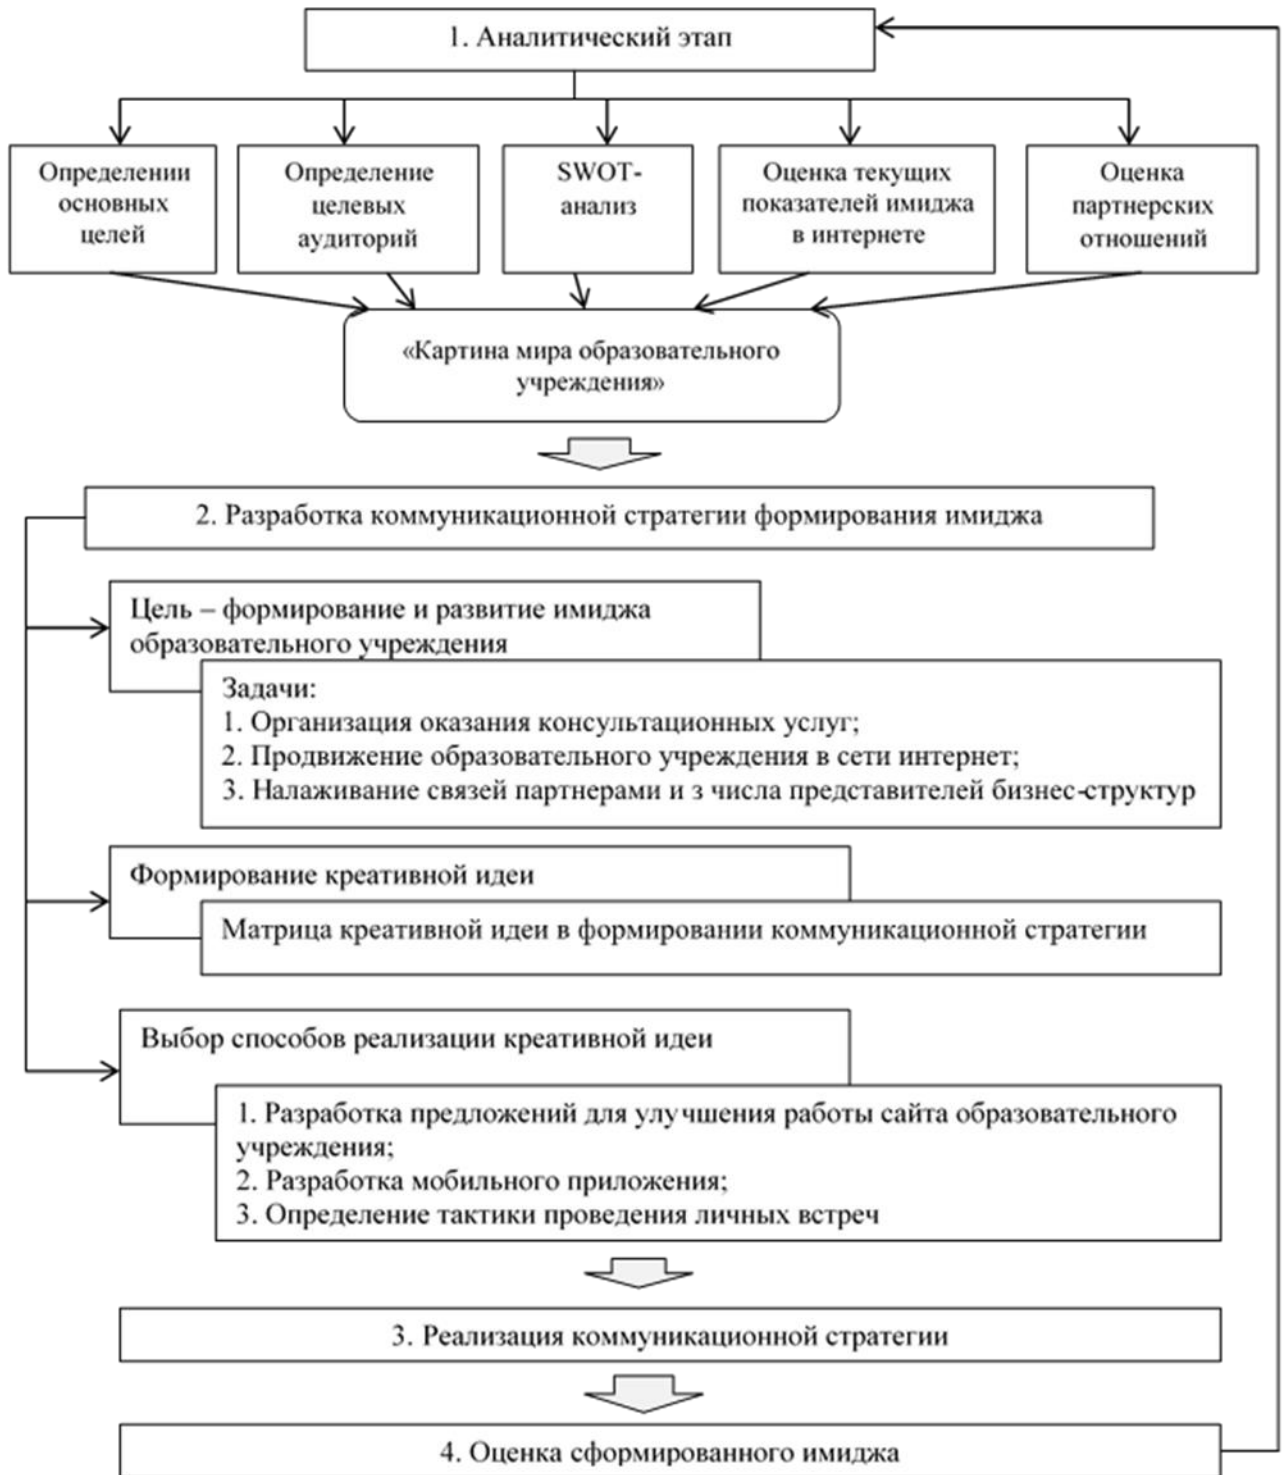 1. Аналитический этап
Определении
основных
целей
Определение
целевых
аудиторий
SWOT-
анализ
Оценка текущих
показателей имиджа
в интернете
Оценка
партнерских
отношений
«Картина мира образовательного
учреждения»
2. Разработка коммуникационной стратегии формирования имиджа
Цель – формирование и развитие имиджа
образовательного учреждения
Задачи:
1. Организация оказания консультационных услуг;
2. Продвижение образовательного учреждения в сети интернет;
3. Налаживание связей партнерами и з числа представителей бизнес-структур
Формирование креативной идеи
Матрица креативной идеи в формировании коммуникационной стратегии
Выбор способов реализации креативной идеи
1. Разработка предложений для улучшения работы сайта образовательного
учреждения;
2. Разработка мобильного приложения;
3. Определение тактики проведения личных встреч
3. Реализация коммуникационной стратегии
4. Оценка сформированного имиджа